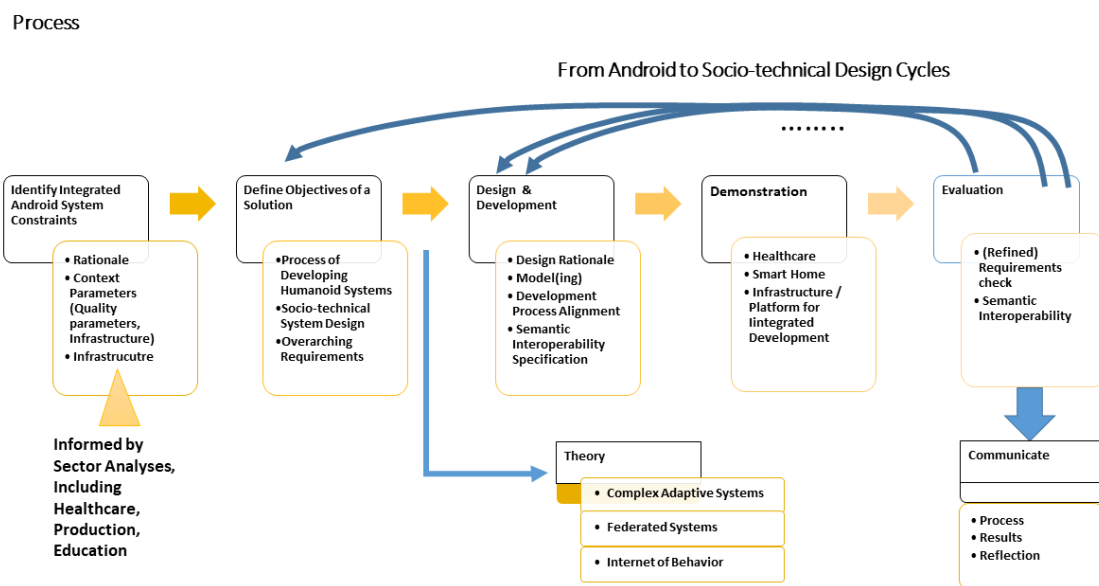 Process
From Android to Socio-technical Design Cycles
........
Identify Integrated
Android System
Constraints
• Rationale
• Context
Parameters
(Quality
parameters,
Infrastructure)
• Infrastrucutre
Informed by
Sector Analyses,
Including
Healthcare,
Production,
Education
Define Objectives of a
Solution
•Process of
Developing
Humanoid Systems
•Socio-technical
System Design
•Overarching
Requirements
Design &
Development
• Design Rationale
• Model(ing)
• Development
Process Alignment
• Semantic
Interoperability
Specification
Demonstration
• Healthcare
• Smart Home
• Infrastructure /
Platform for
Iintegrated
Development
Evaluation
• (Refined)
Requirements
check
• Semantic
Interoperability
Theory
• Complex Adaptive Systems
• Federated Systems
• Internet of Behavior
Communicate
• Process
• Results
• Reflection